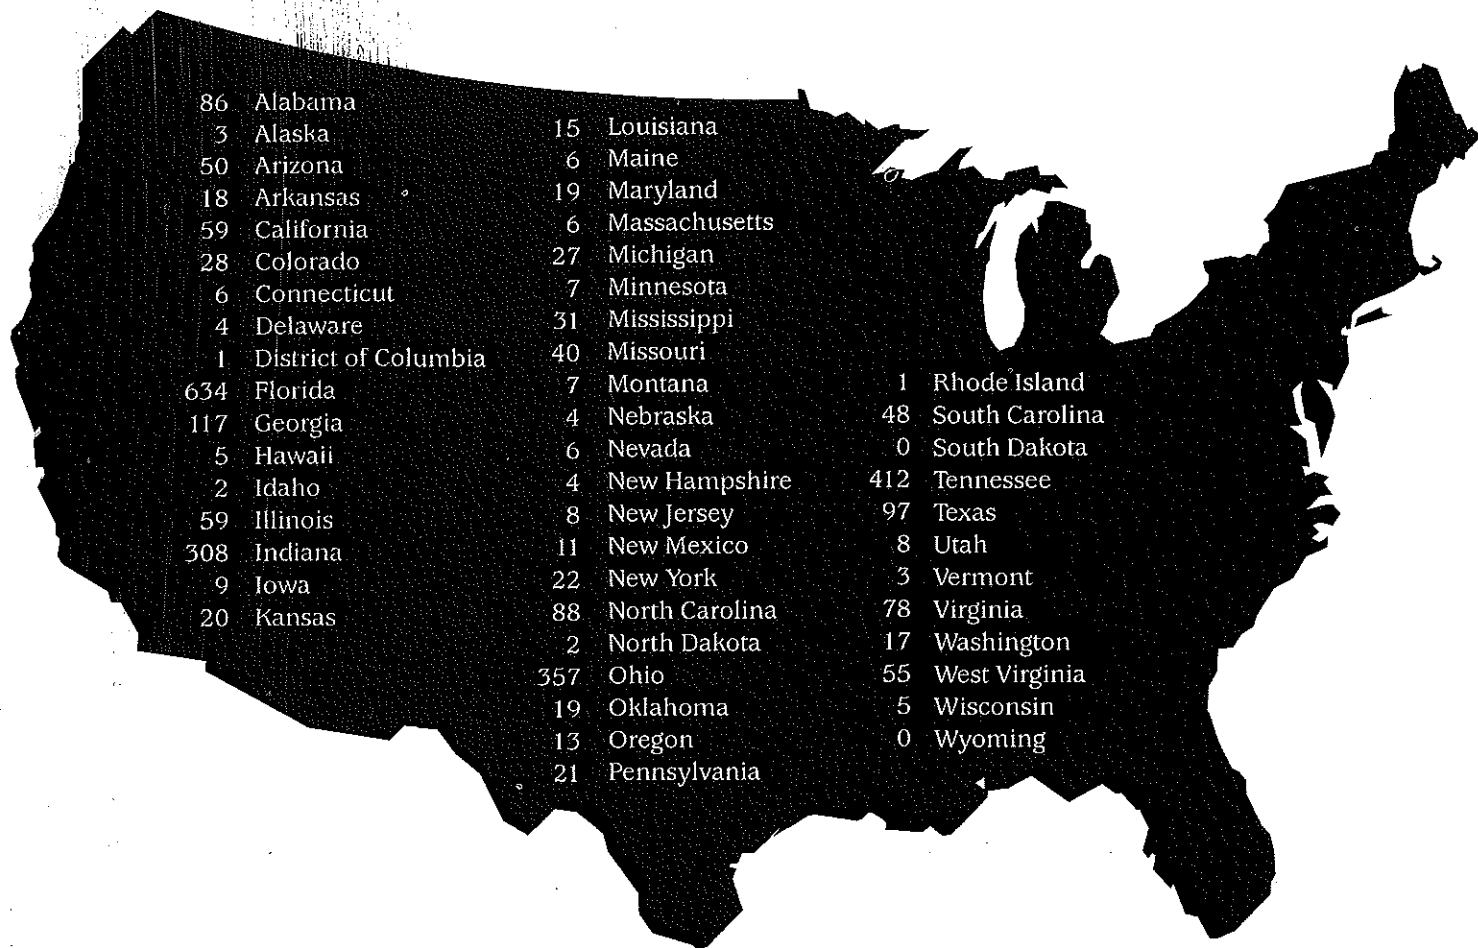 86 Alabama
3 Alaska
50 Arizona
18 Arkansas
59 California
28 Colorado
6 Connecticut
4 Delaware
1 District of Columbia
634 Florida
117 Georgia
5 Hawaii
2 Idaho
59 Illinois
308 Indiana
9 Iowa
20 Kansas
15 Louisiana
6 Maine
19 Maryland
6 Massachusetts
27 Michigan
7 Minnesota
31 Mississippi
40 Missouri
7 Montana
4 Nebraska
6 Nevada
4 New Hampshire
8 New Jersey
11 New Mexico
22 New York
88 North Carolina
2 North Dakota
357 Ohio
19 Oklahoma
13 Oregon
21 Pennsylvania
1 Rhode Island
48 South Carolina
0 South Dakota
412 Tennessee
97 Texas
8 Utah
3 Vermont
78 Virginia
17 Washington
55 West Virginia
5 Wisconsin
0 Wyoming